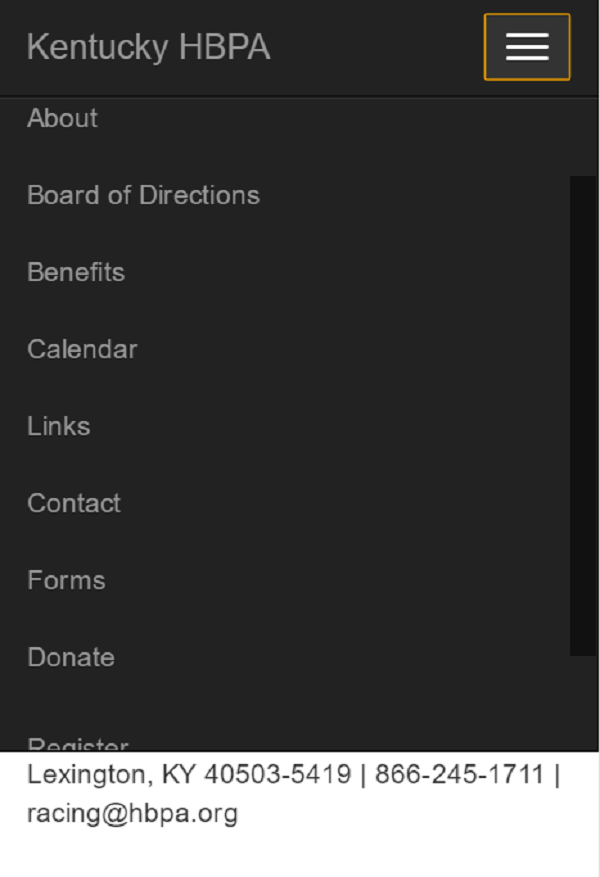 Kentucky HBPA
About
Board of Directions
Benefits
Calendar
Links
Contact
Forms
Donate
Register
Lexington, KY 40503-5419 | 866-245-1711 |
racing@hbpa.org